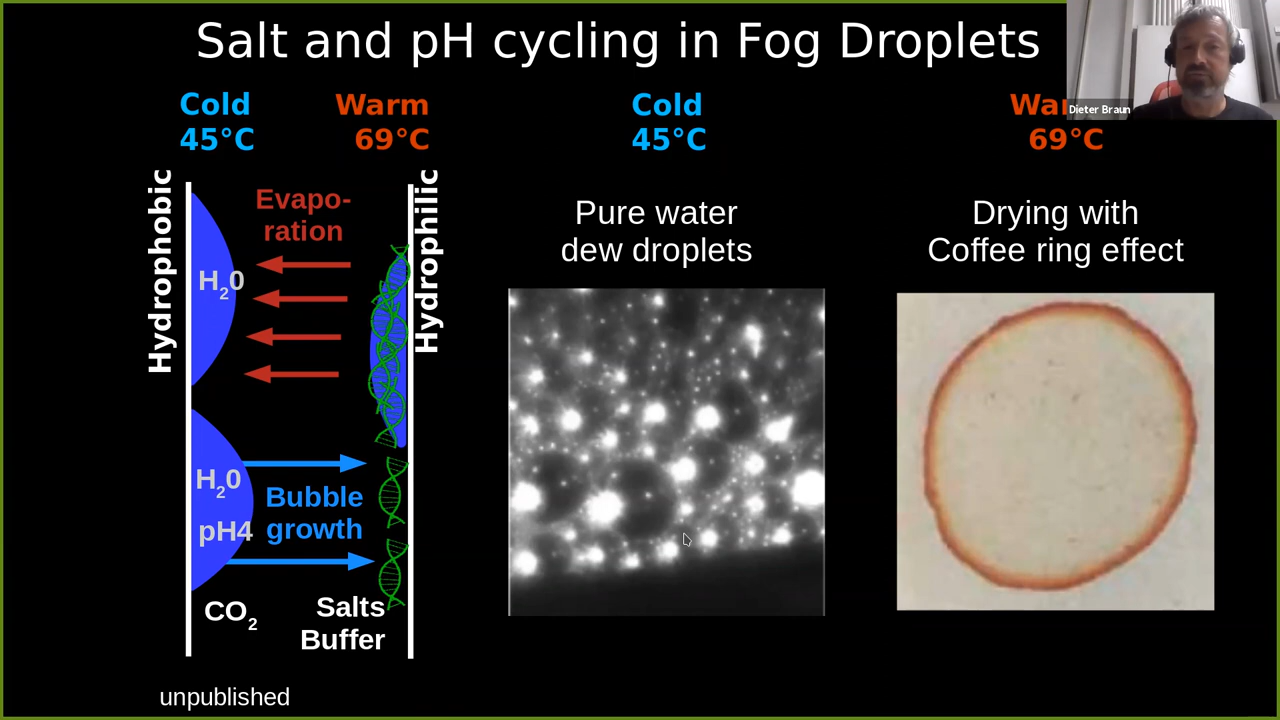 Salt and pH cycling in Fog Droplets
Dieter Braun
Cold
45°C
Warm
69°C
Hydrophobic
Hydrophilic
Evapo-
ration
H₂0
H₂0
pH4
Bubble
growth
CO₂
Salts
Buffer
unpublished
Cold
45°C
Pure water
dew droplets
69°C
Drying with
Coffee ring effect